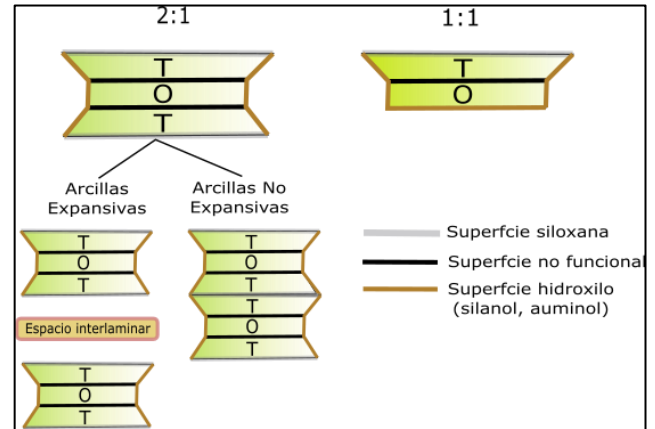 2:1
1:1
T
O
T
T
O
Arcillas
Expansivas
Arcillas No
Expansivas
T
O
T
Espacio interlaminar
T
O
T
T
O
T
T
O
T
Superfcie siloxana
Superfcie no funcional
Superfcie hidroxilo
(silanol, auminol)